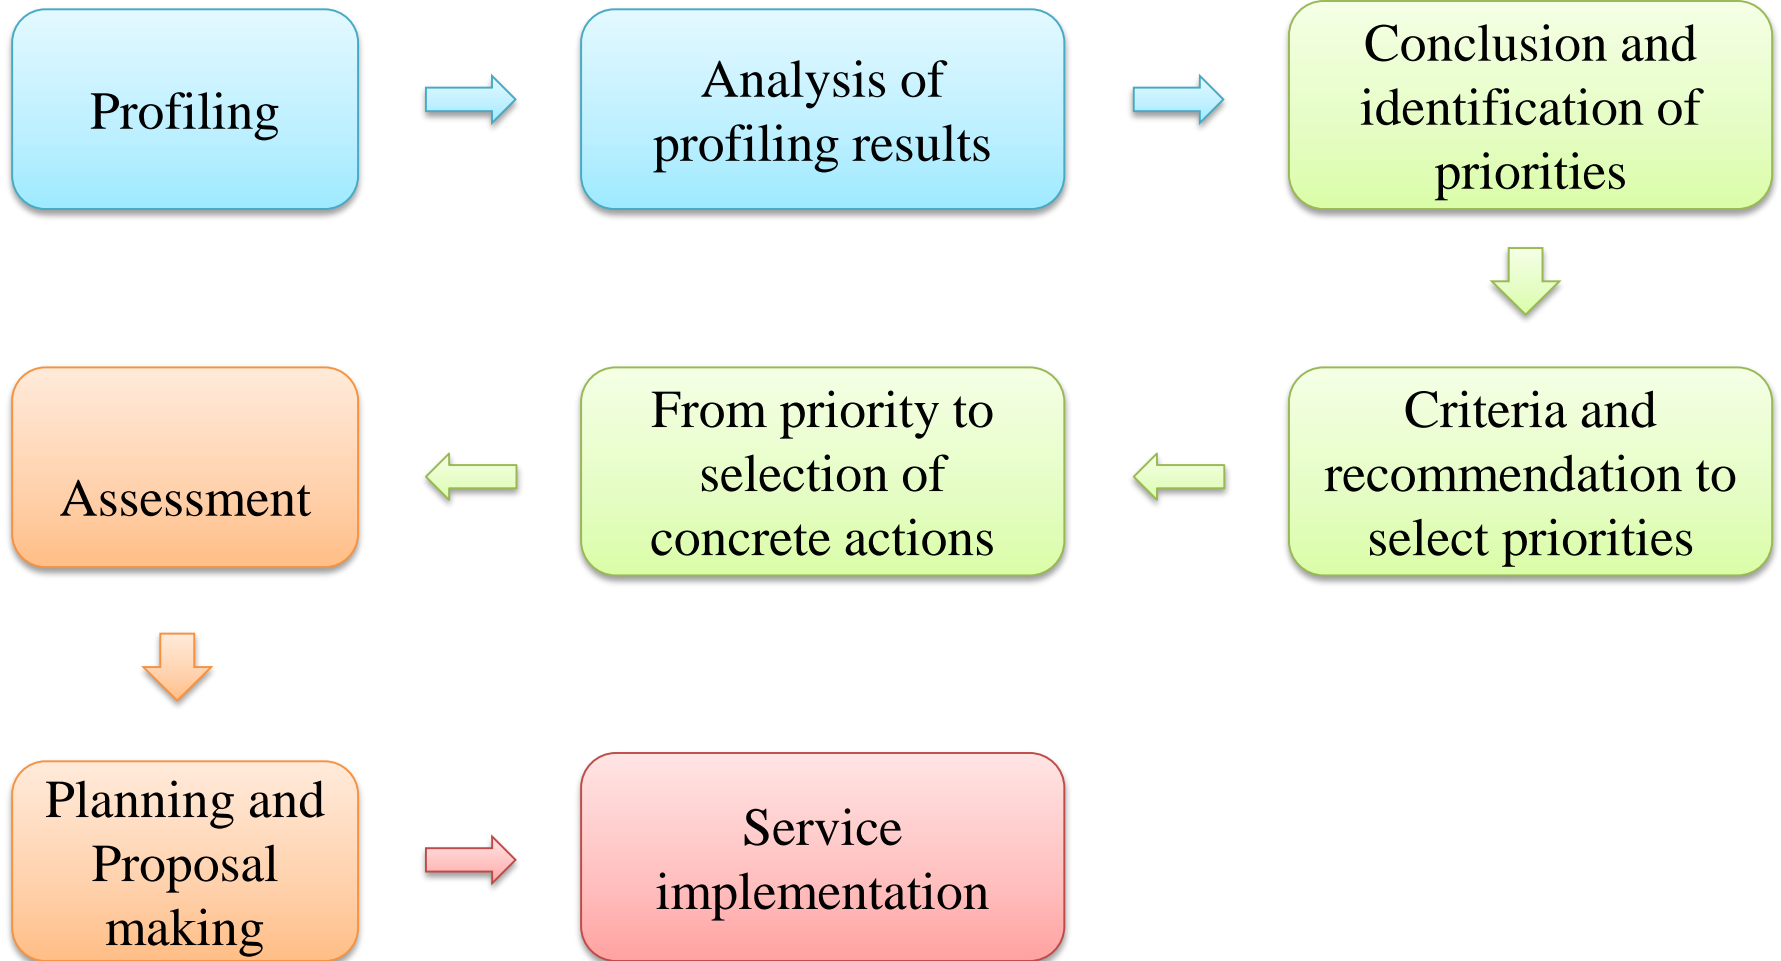 Profiling
Analysis of
profiling results
Conclusion and
identification of
priorities
Criteria and
recommendation to
select priorities
From priority to
selection of
concrete actions
Assessment
Planning and
Proposal
making
Service
implementation